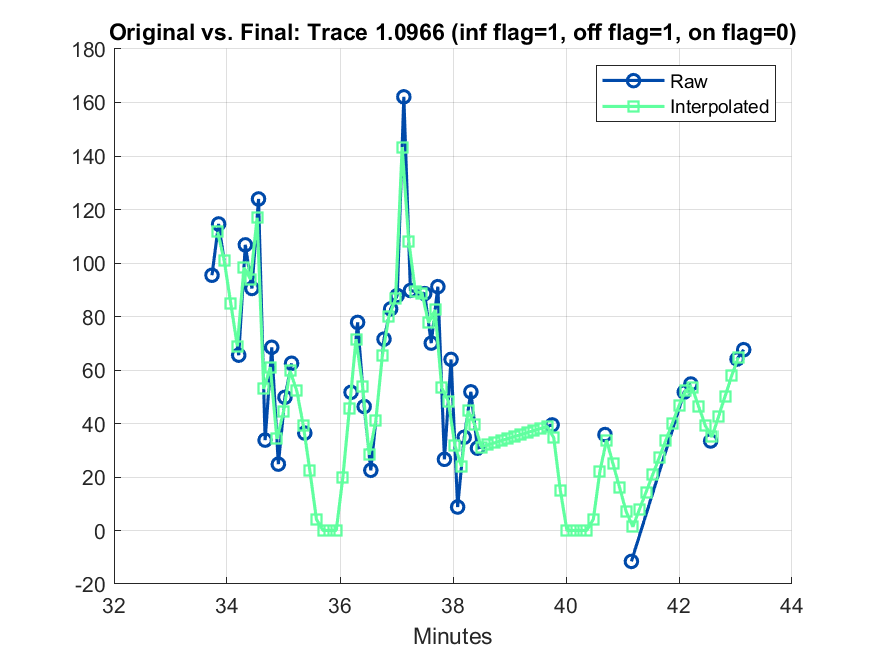 Original vs. Final: Trace 1.0966 (inf flag=1, off flag=1, on flag=0)
180
160
140
120
100
80
60
40
20
0
-20
Raw
Interpolated
32 34 36 38 40 42 44
Minutes